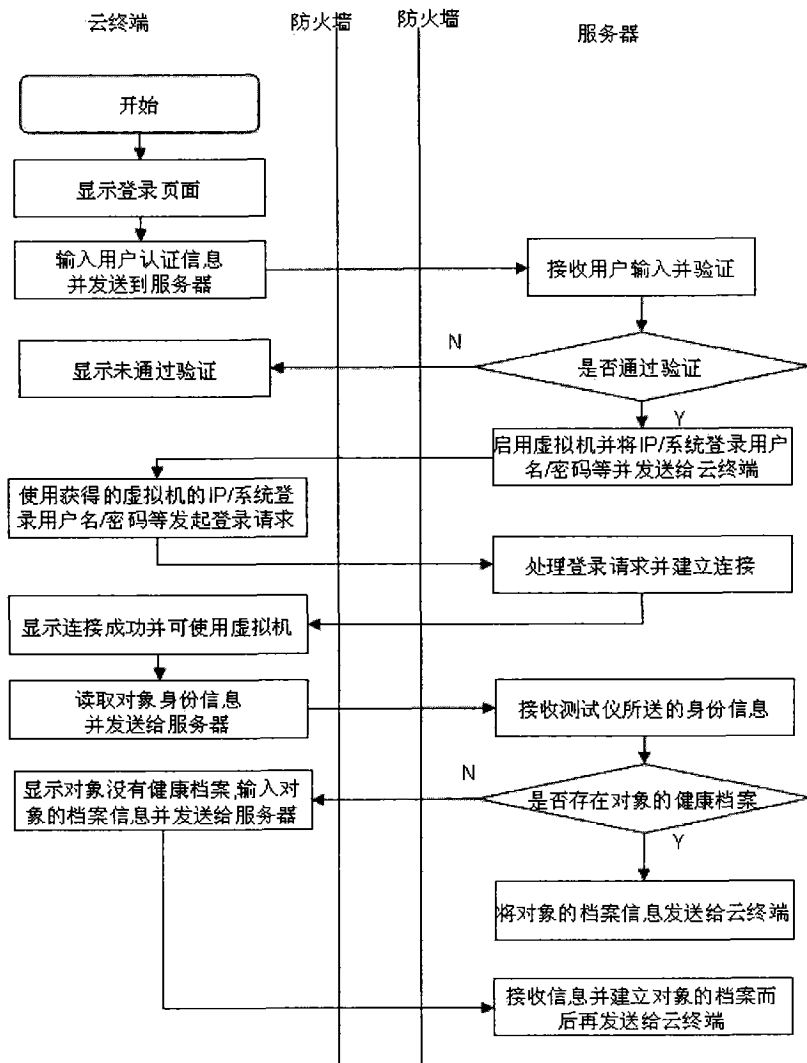 云终端
防火墙
防火墙
服务器
开始
显示登录页面
输入用户认证信息
并发送到服务器
接收用户输入并验证
是否通过验证
N
显示未通过验证
Y
启用虚拟机并将IP/系统登录用户
名/密码等并发送给云终端
使用获得的虚拟机的IP/系统登
录用户名/密码等发起登录请求
处理登录请求并建立连接
显示连接成功并可使用虚拟机
读取对象身份信息
并发送给服务器
接收测试仪所送的身份信息
是否存在对象的健康档案
N
显示对象没有健康档案,输入对
象的档案信息并发送给服务器
Y
将对象的档案信息发送给云终端
接收信息并建立对象的档案而
后再发送给云终端